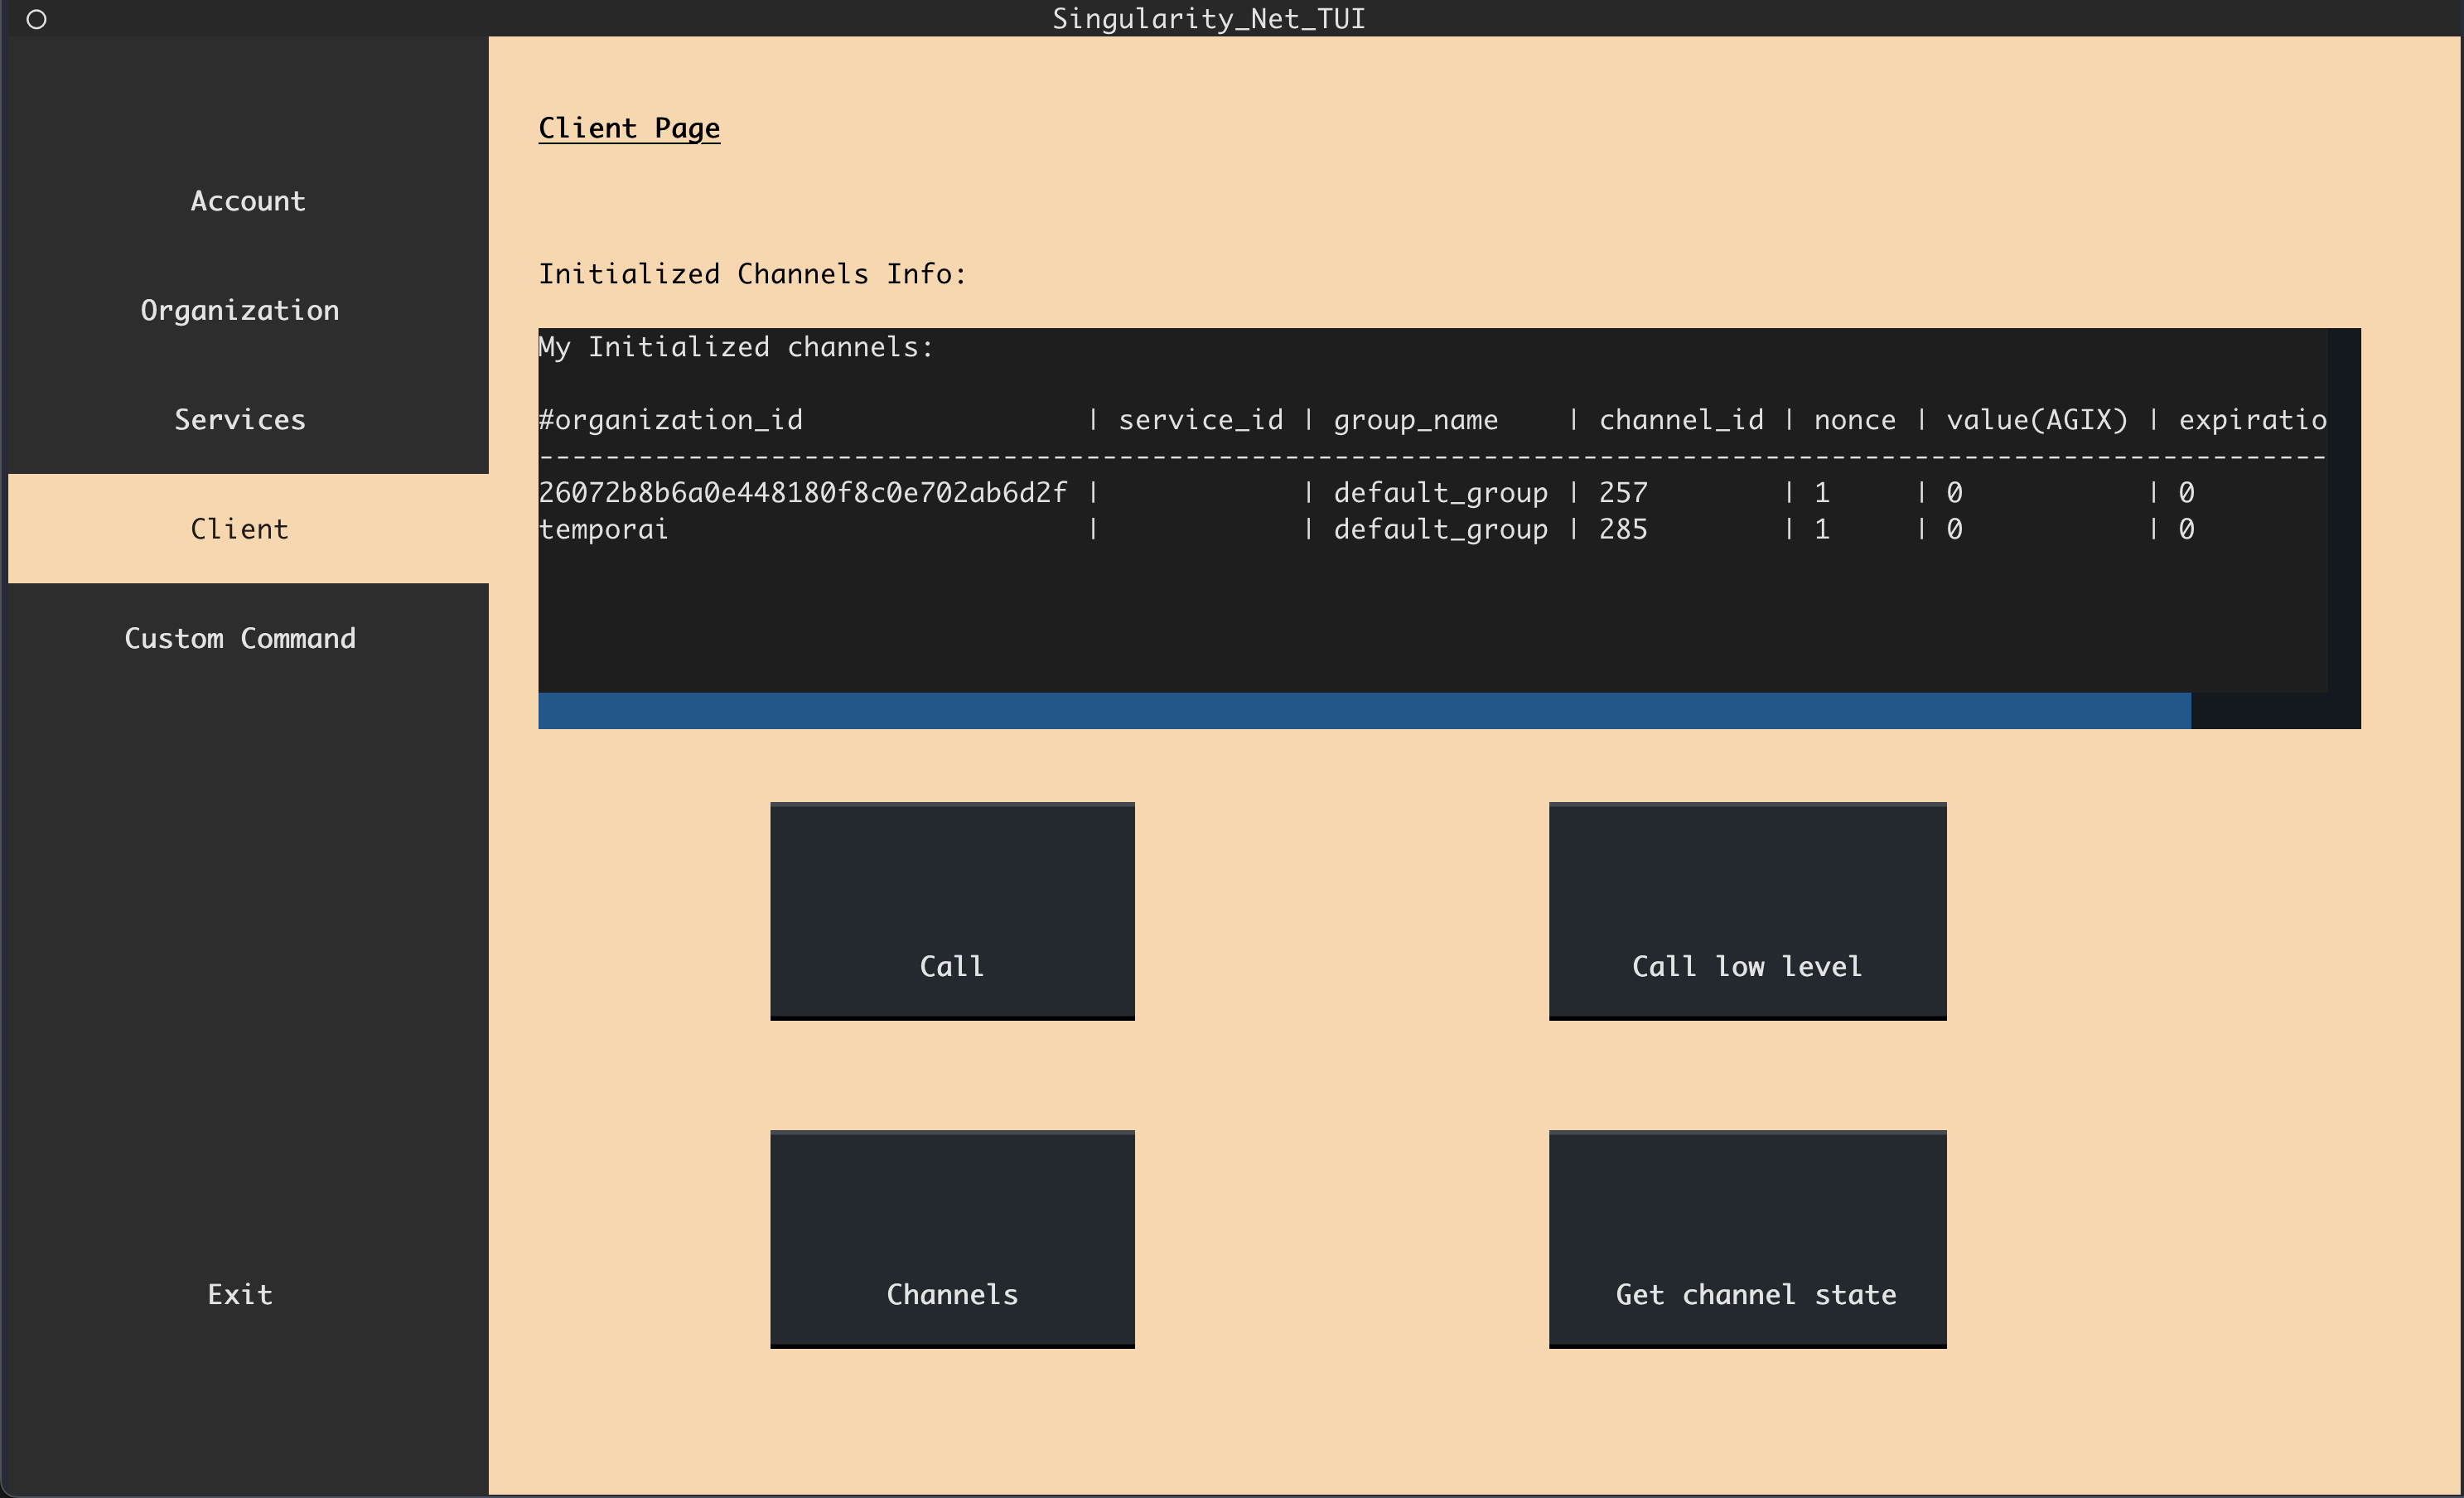 Singularity_Net_TUI
Account
Organization
Services
Client
Custom Command
Exit
Client Page
Initialized Channels Info:
My Initialized channels:
#organization_id | service_id | group_name | channel_id | nonce | value(AGIX) | expiratio
------------------------------------------------------------------------------------------------------------
26072b8b6a0e448180f8c0e702ab6d2f | | default_group | 257 | 1 | 0 | 0
temporai | | default_group | 285 | 1 | 0 | 0
Call
Call low level
Channels
Get channel state